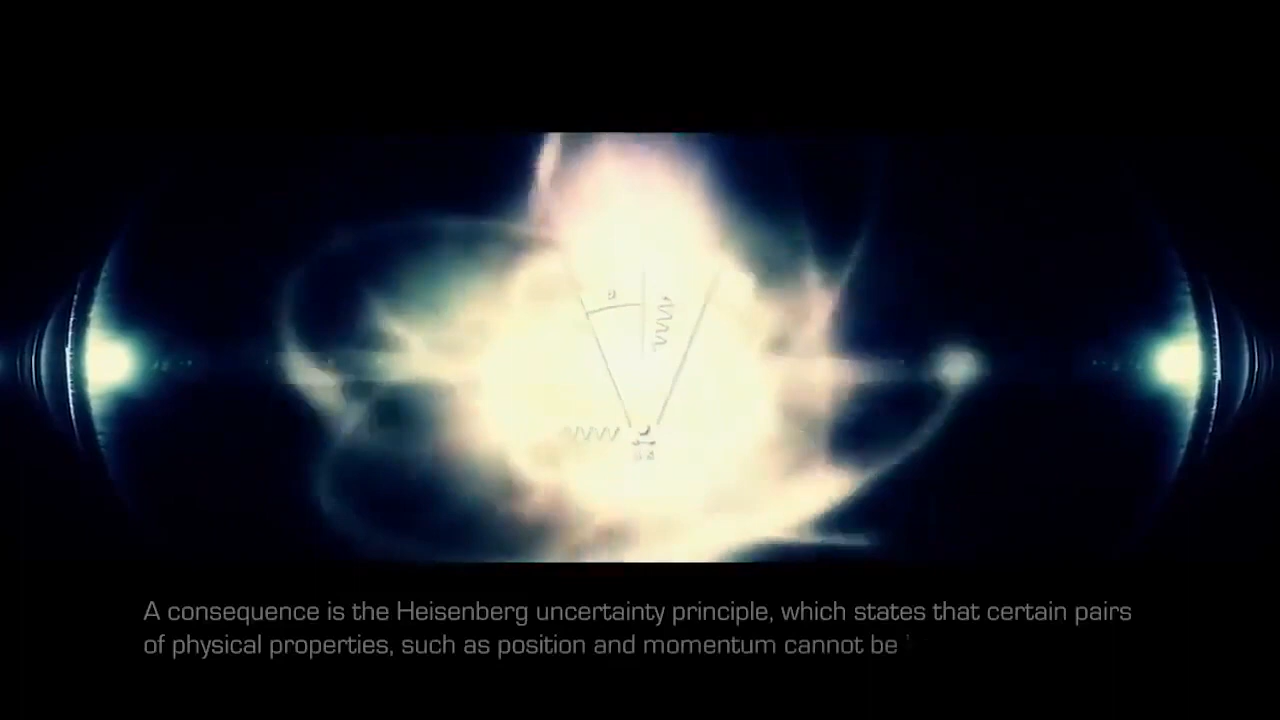 A consequence is the Heisenberg uncertainty principle, which states that certain pairs
of physical properties, such as position and momentum cannot be